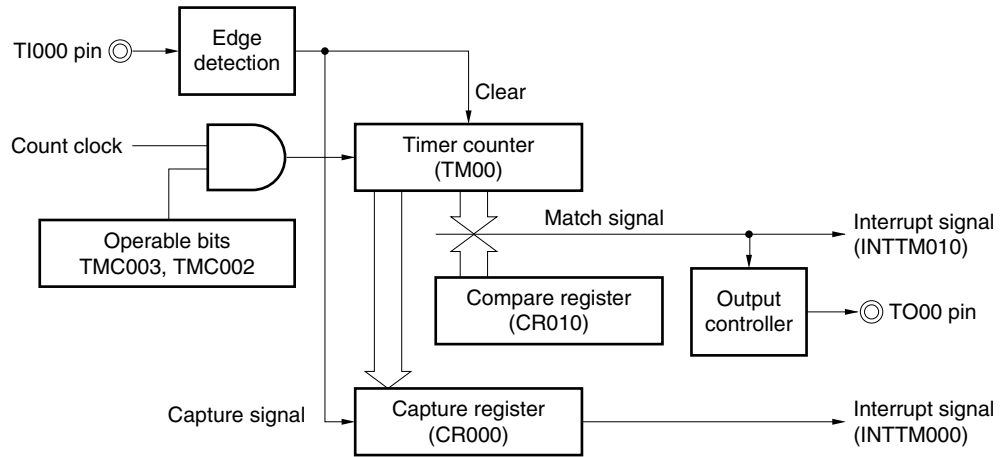 TI000 pin
Edge
detection
Clear
Count clock
Timer counter
(TM00)
Operable bits
TMC003, TMC002
Match signal
Interrupt signal
(INTTM010)
Compare register
(CR010)
Output
controller
TO00 pin
Capture signal
Capture register
(CR000)
Interrupt signal
(INTTM000)